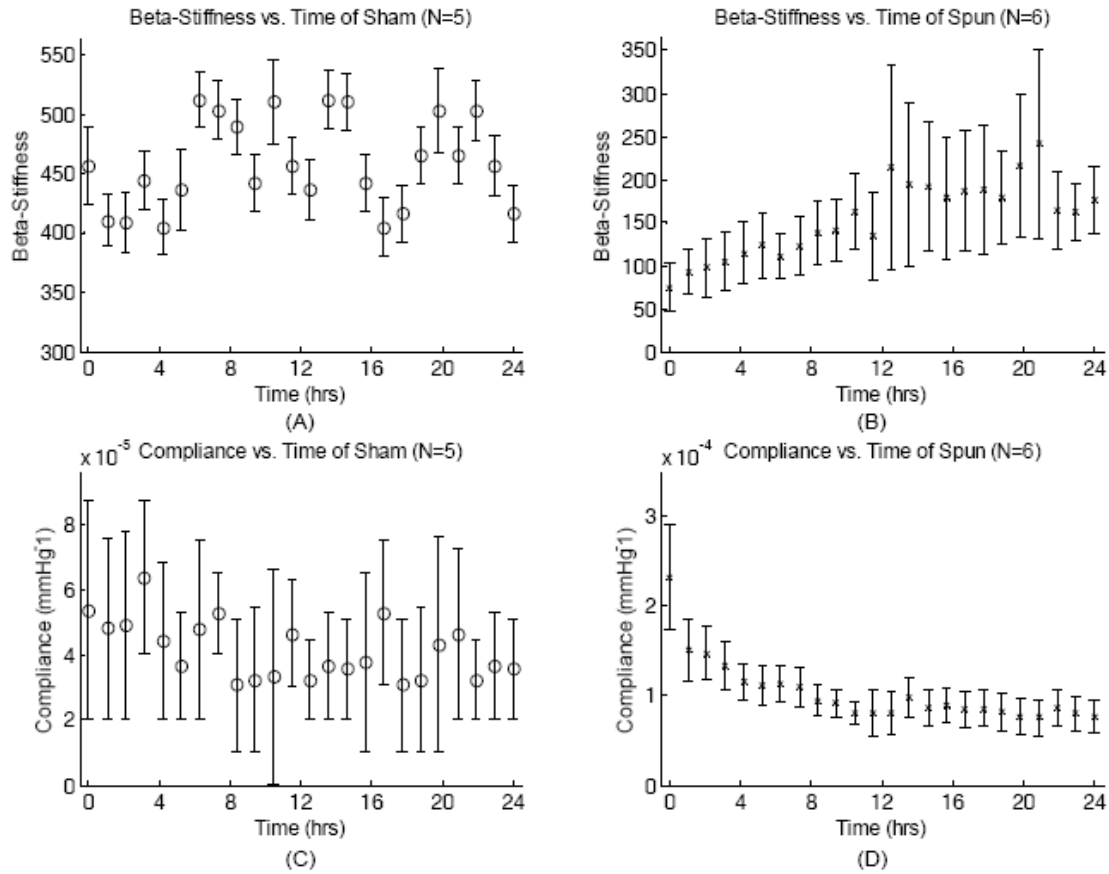 Beta-Stiffness vs. Time of Sham (N=5)
550
500
450
400
350
300
Beta-Stiffness
0 4 8 12 16 20 24
Time (hrs)
(A)
Beta-Stiffness vs. Time of Spun (N=6)
350
300
250
200
150
100
50
0
Beta-Stiffness
0 4 8 12 16 20 24
Time (hrs)
(B)
x 10-5 Compliance vs. Time of Sham (N=5)
8
6
4
2
0
Compliance (mmHg-1)
0 4 8 12 16 20 24
Time (hrs)
(C)
x 10-4 Compliance vs. Time of Spun (N=6)
3
2
1
0
Compliance (mmHg-1)
0 4 8 12 16 20 24
Time (hrs)
(D)